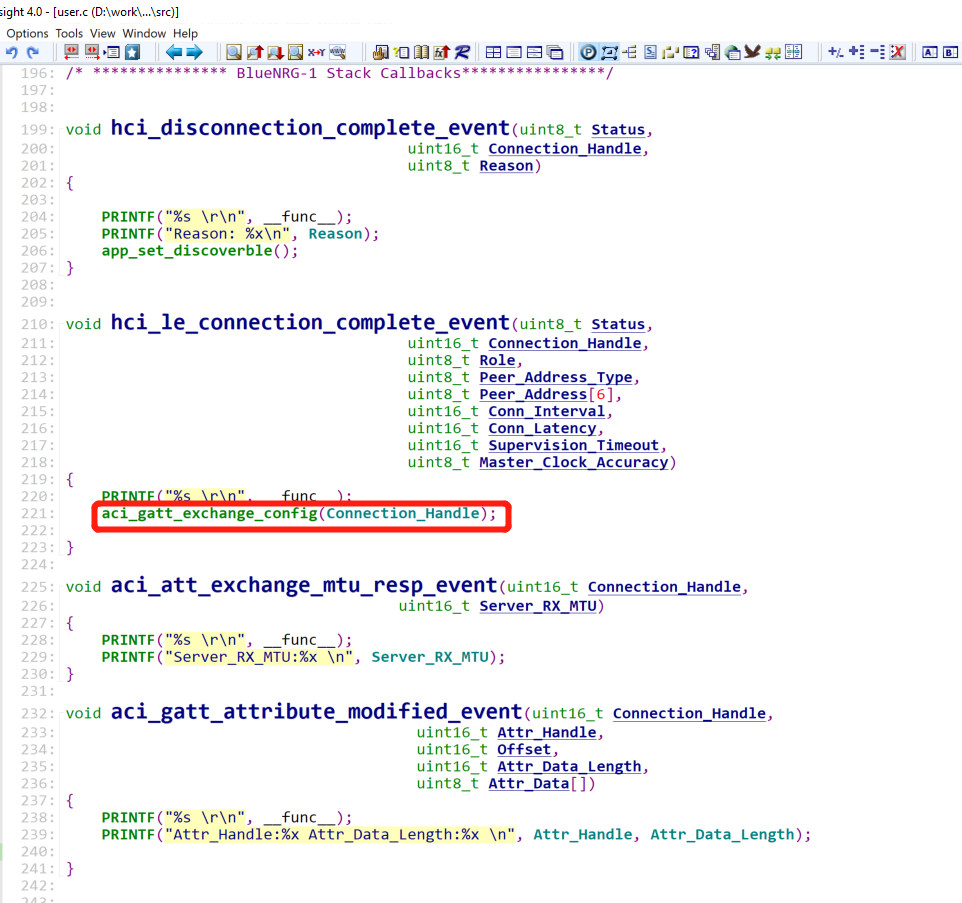 sight 4.0 - [user.c (D:\work\...\src)]
Options Tools View Window Help
196: /* *************** BlueNRG-1 Stack Callbacks****************/
197:
198:
199: void hci_disconnection_complete_event(uint8_t Status,
200: uint16_t Connection_Handle,
201: uint8_t Reason)
202: {
203:
204: PRINTF("%s \r\n", __func__);
205: PRINTF("Reason: %x\n", Reason);
206: app_set_discoverble();
207: }
208:
209:
210: void hci_le_connection_complete_event(uint8_t Status,
211: uint16_t Connection_Handle,
212: uint8_t Role,
213: uint8_t Peer_Address_Type,
214: uint8_t Peer_Address[6],
215: uint16_t Conn_Interval,
216: uint16_t Conn_Latency,
217: uint16_t Supervision_Timeout,
218: uint8_t Master_Clock_Accuracy)
219: {
220: PRINTF("%s \r\n", __func__);
221: aci_gatt_exchange_config(Connection_Handle);
222:
223: }
224:
225: void aci_att_exchange_mtu_resp_event(uint16_t Connection_Handle,
226: uint16_t Server_RX_MTU)
227: {
228: PRINTF("%s \r\n", __func__);
229: PRINTF("Server_RX_MTU:%x \n", Server_RX_MTU);
230: }
231:
232: void aci_gatt_attribute_modified_event(uint16_t Connection_Handle,
233: uint16_t Attr_Handle,
234: uint16_t Offset,
235: uint16_t Attr_Data_Length,
236: uint8_t Attr_Data[])
237: {
238: PRINTF("%s \r\n", __func__);
239: PRINTF("Attr_Handle:%x Attr_Data_Length:%x \n", Attr_Handle, Attr_Data_Length);
240:
241: }
242: